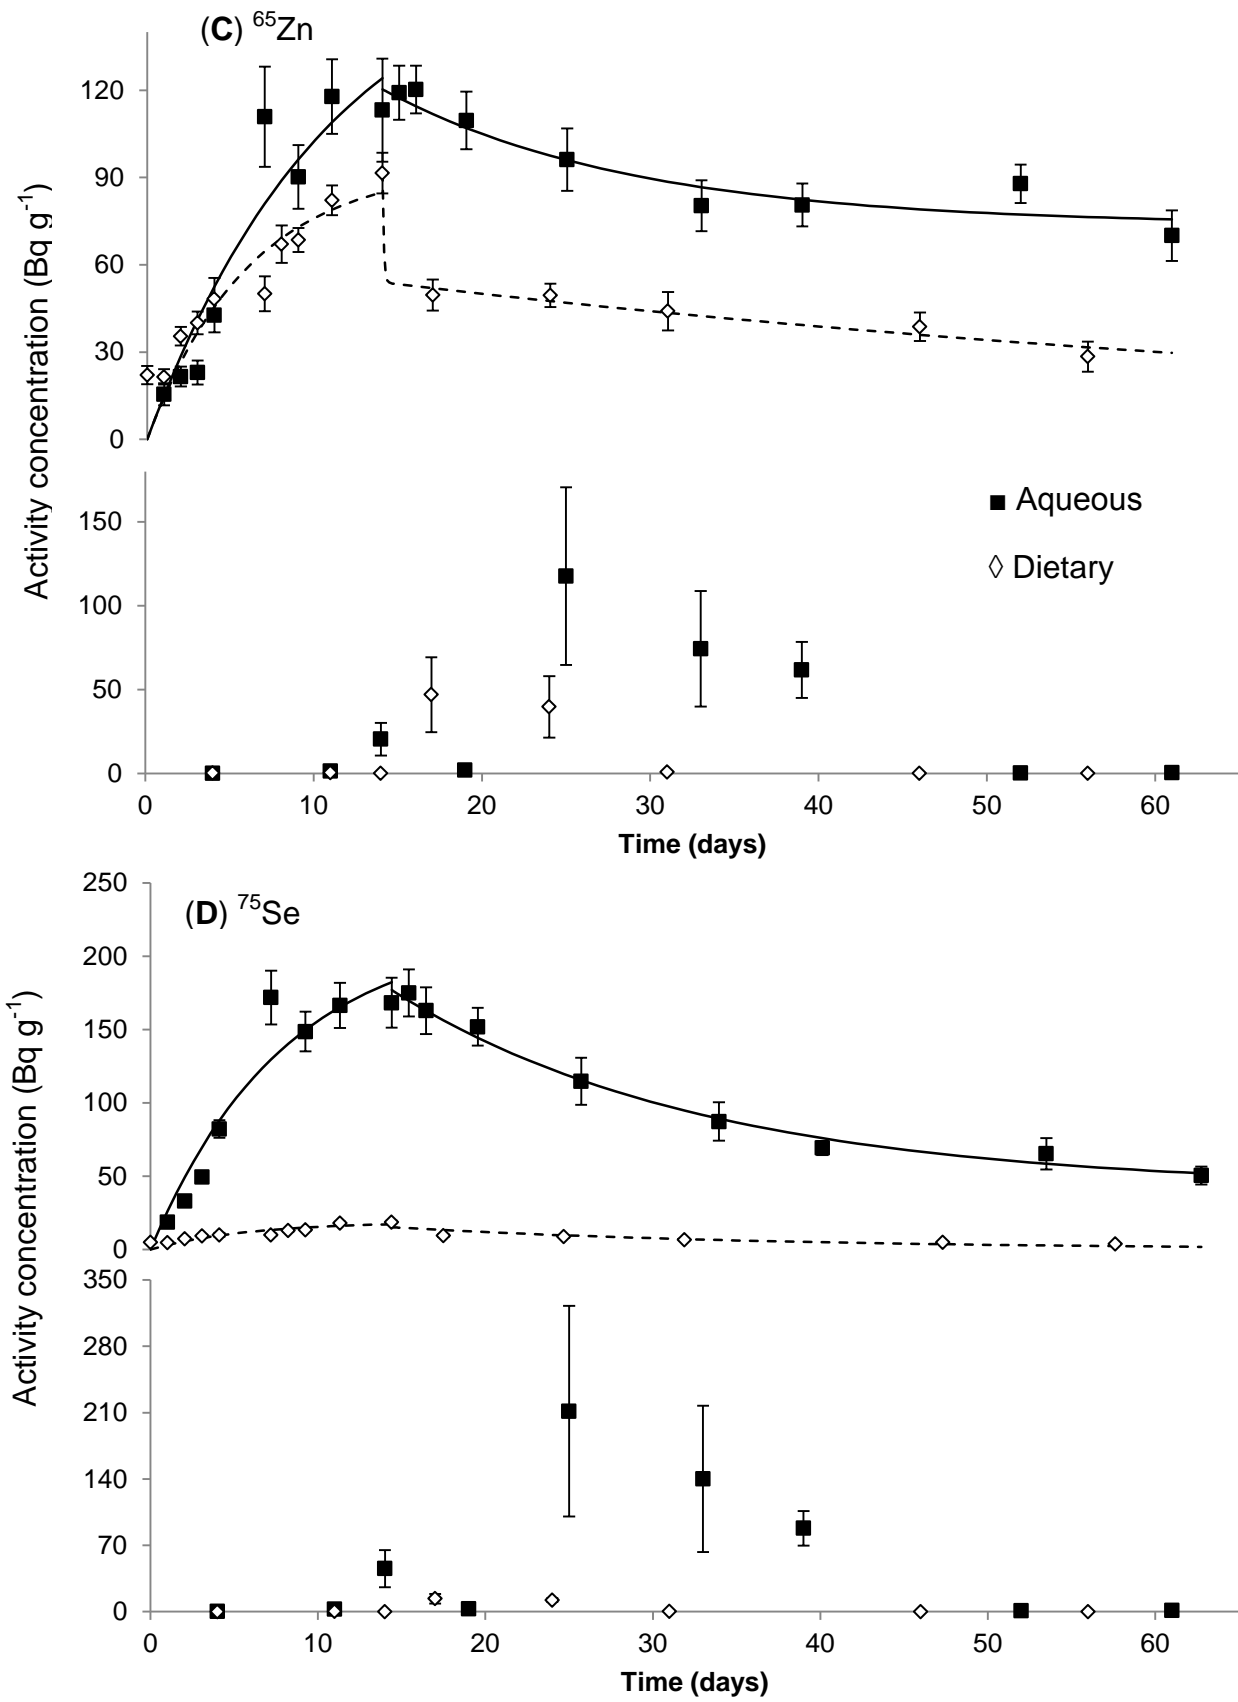 (C) ⁶⁵Zn
Activity concentration (Bq g⁻¹)
120
90
60
30
0
150
100
50
0
■ Aqueous
◇ Dietary
0 10 20 30 40 50 60
Time (days)
(D) ⁷⁵Se
Activity concentration (Bq g⁻¹)
250
200
150
100
50
0
350
280
210
140
70
0
0 10 20 30 40 50 60
Time (days)